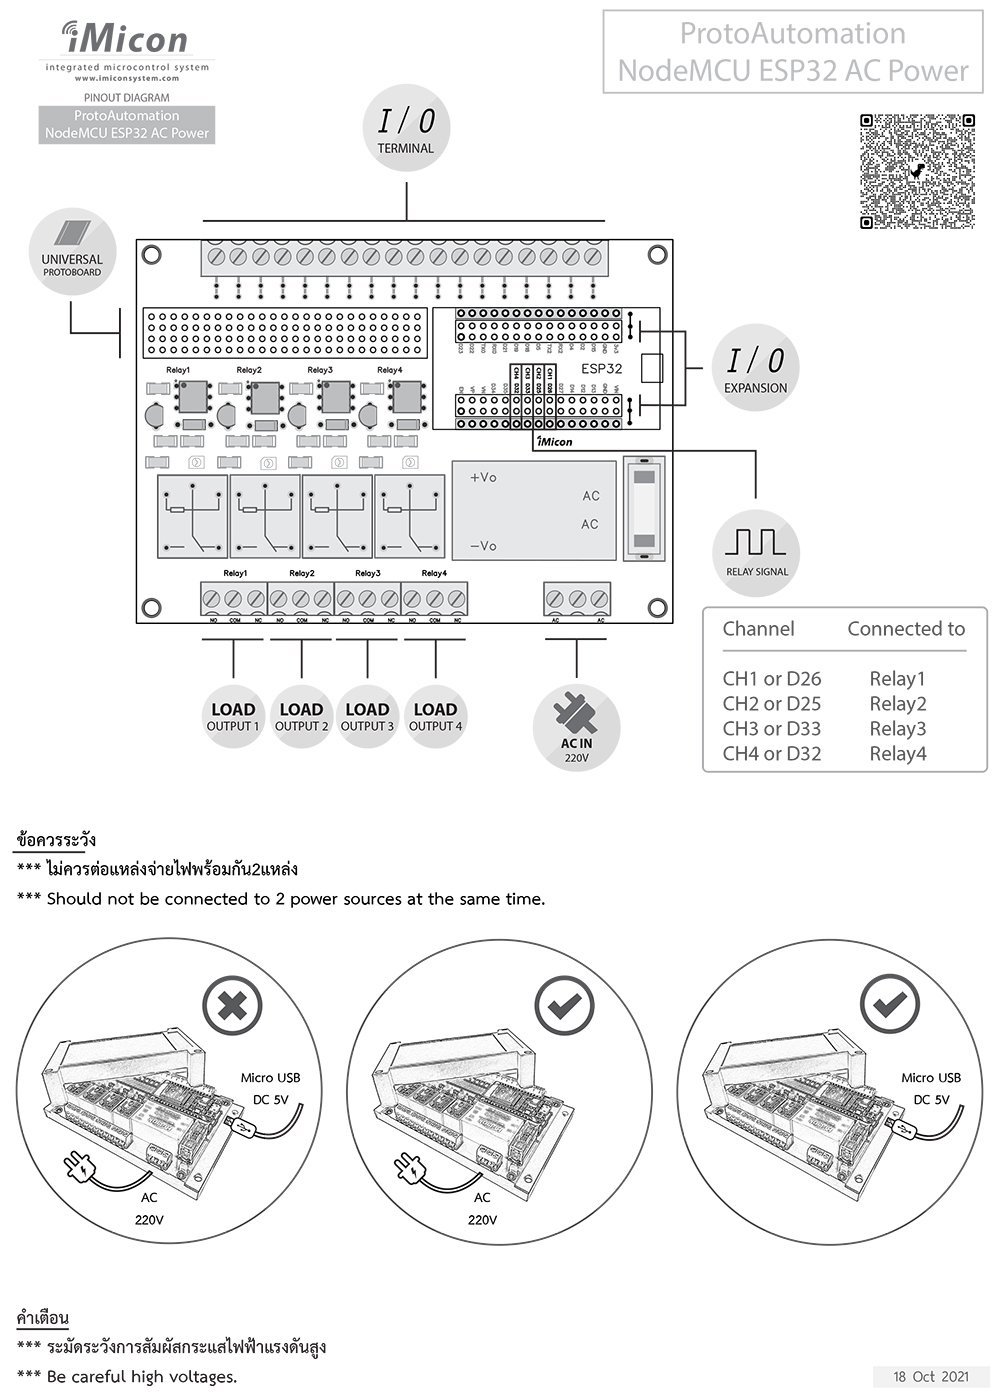 iMicon
integrated microcontrol system
www.imiconsystem.com
PINOUT DIAGRAM
ProtoAutomation
NodeMCU ESP32 AC Power
ProtoAutomation
NodeMCU ESP32 AC Power
I / O
TERMINAL
UNIVERSAL
PROTOBOARD
Relay1 Relay2 Relay3 Relay4
ESP32
CH4 CH3 CH2 CH1
D32 D33 D25 D26
iMicon
I / O
EXPANSION
+Vo
AC
AC
-Vo
RELAY SIGNAL
Relay1 Relay2 Relay3 Relay4
NO COM NC NO COM NC NO COM NC NO COM NC
AC AC
LOAD
OUTPUT 1
LOAD
OUTPUT 2
LOAD
OUTPUT 3
LOAD
OUTPUT 4
AC IN
220V
Channel Connected to
CH1 or D26 Relay1
CH2 or D25 Relay2
CH3 or D33 Relay3
CH4 or D32 Relay4
ข้อควรระวัง
*** ไม่ควรต่อแหล่งจ่ายไฟพร้อมกัน2แหล่ง
*** Should not be connected to 2 power sources at the same time.
Micro USB
DC 5V
AC
220V
AC
220V
Micro USB
DC 5V
คำเตือน
*** ระมัดระวังการสัมผัสกระแสไฟฟ้าแรงดันสูง
*** Be careful high voltages.
18 Oct 2021